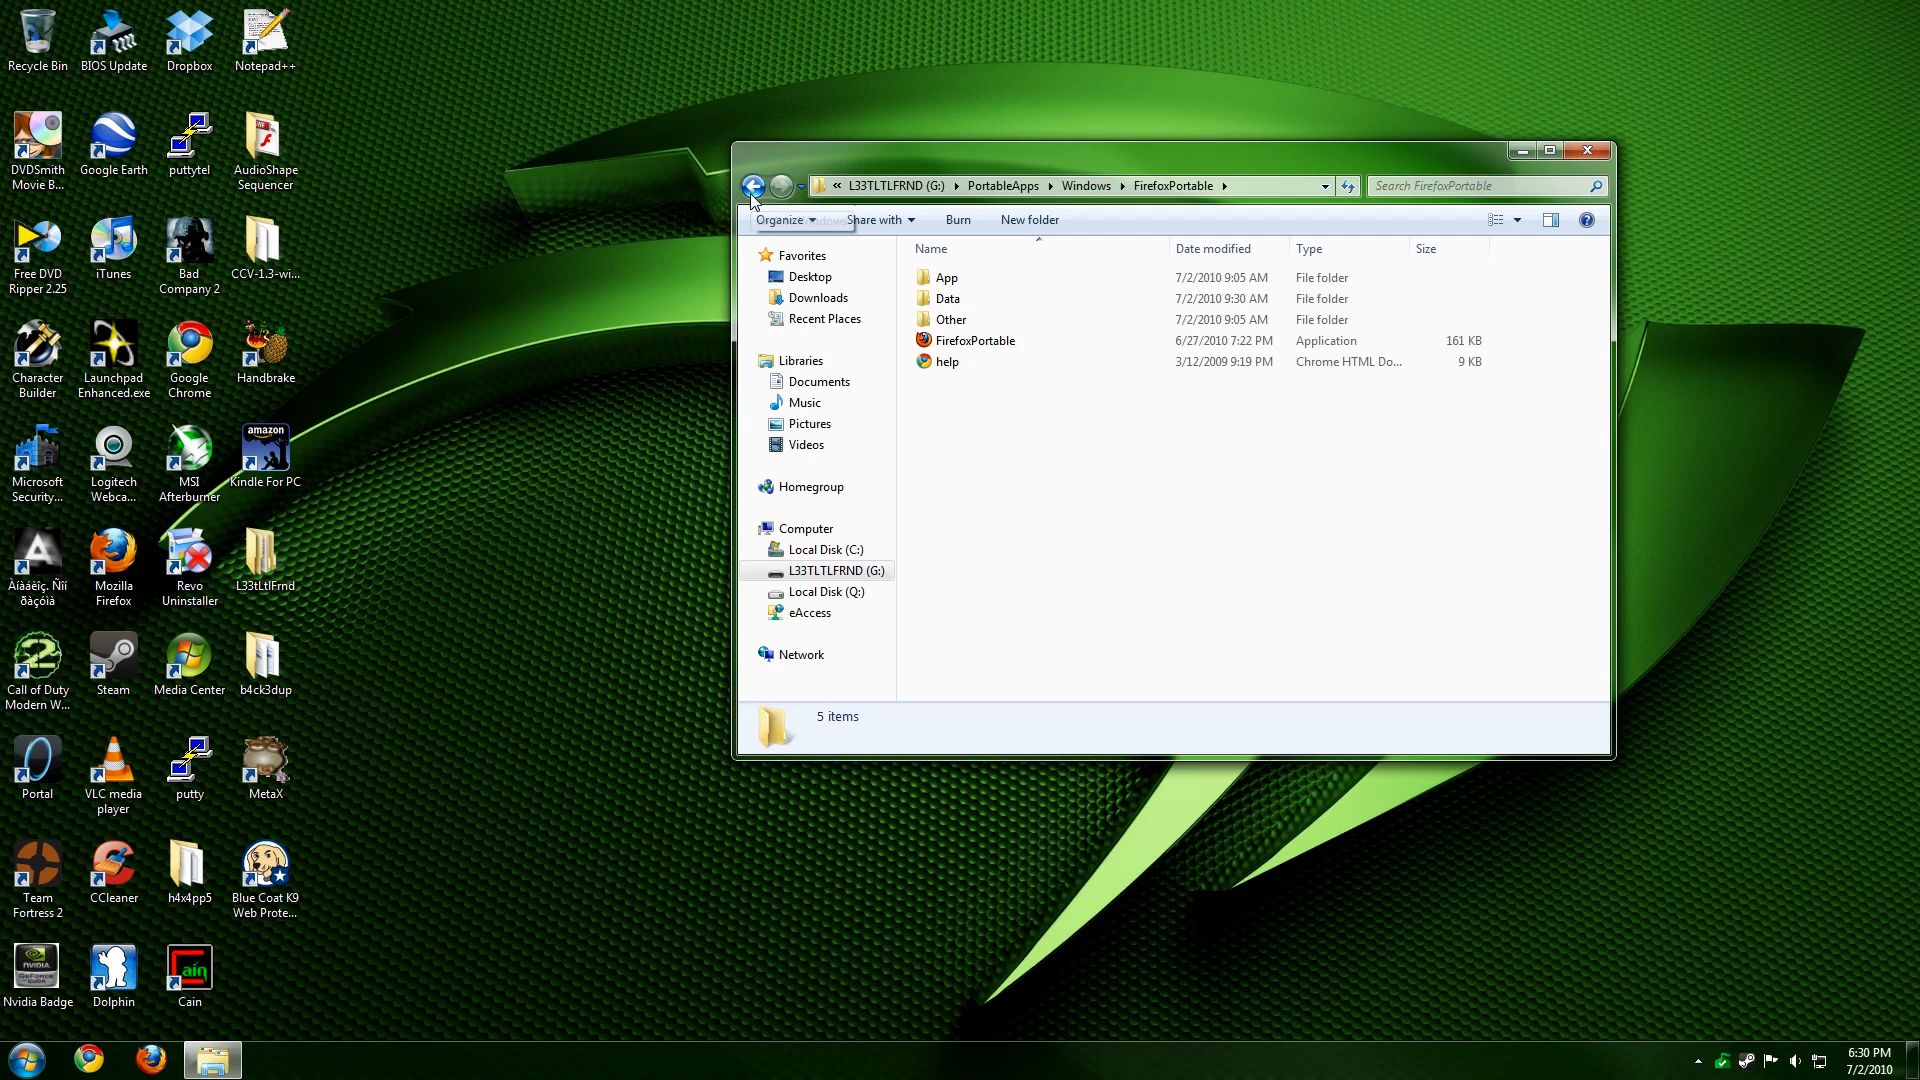 Recycle Bin
BIOS Update
Dropbox
Notepad++
DVDSmith
Movie B...
Google Earth
puttytel
AudioShape
Sequencer
Free DVD
Ripper 2.25
iTunes
Bad
Company 2
CCV-1.3-wi...
Character
Builder
Launchpad
Enhanced.exe
Google
Chrome
Handbrake
Microsoft
Security...
Logitech
Webca...
MSI
Afterburner
amazon
Kindle For PC
Àíàáèîç. Ñîí
ðàçóìà
Mozilla
Firefox
Revo
Uninstaller
L33tLtlFrnd
Call of Duty
Modern W...
Steam
Media Center
b4ck3dup
Portal
VLC media
player
putty
MetaX
Team
Fortress 2
CCleaner
h4x4pp5
Blue Coat K9
Web Prote...
Nvidia Badge
Dolphin
Cain
« L33TLTLFRND (G:)
PortableApps
Windows
FirefoxPortable
Search FirefoxPortable
Organize
Share with
Burn
New folder
Favorites
Desktop
Downloads
Recent Places
Libraries
Documents
Music
Pictures
Videos
Homegroup
Computer
Local Disk (C:)
L33TLTLFRND (G:)
Local Disk (Q:)
eAccess
Network
Name Date modified Type Size
App 7/2/2010 9:05 AM File folder
Data 7/2/2010 9:30 AM File folder
Other 7/2/2010 9:05 AM File folder
FirefoxPortable 6/27/2010 7:22 PM Application 161 KB
help 3/12/2009 9:19 PM Chrome HTML Do... 9 KB
5 items
6:30 PM
7/2/2010